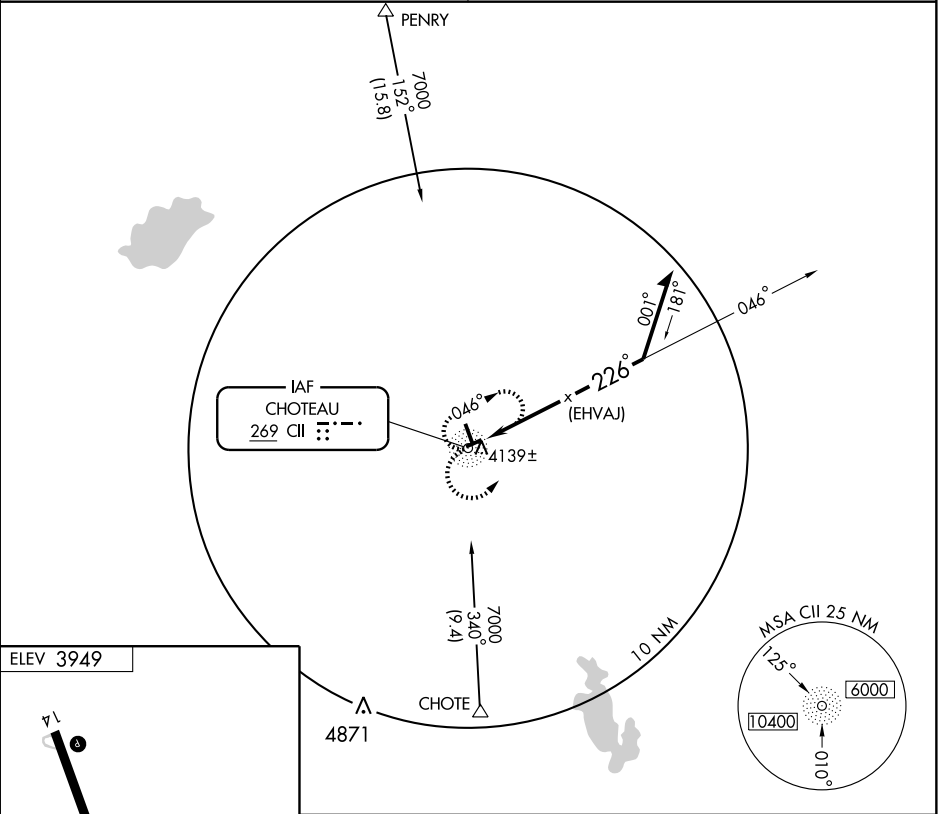 PENRY
7000
152°
(15.8)
001°
181°
046°
226°
(EHVAJ)
IAF
CHOTEAU
269 CII
046°
4139±
7000
340°
(9.4)
10 NM
CHOTE
4871
MSA CII 25 NM
125°
6000
10400
010°
ELEV 3949
14
P